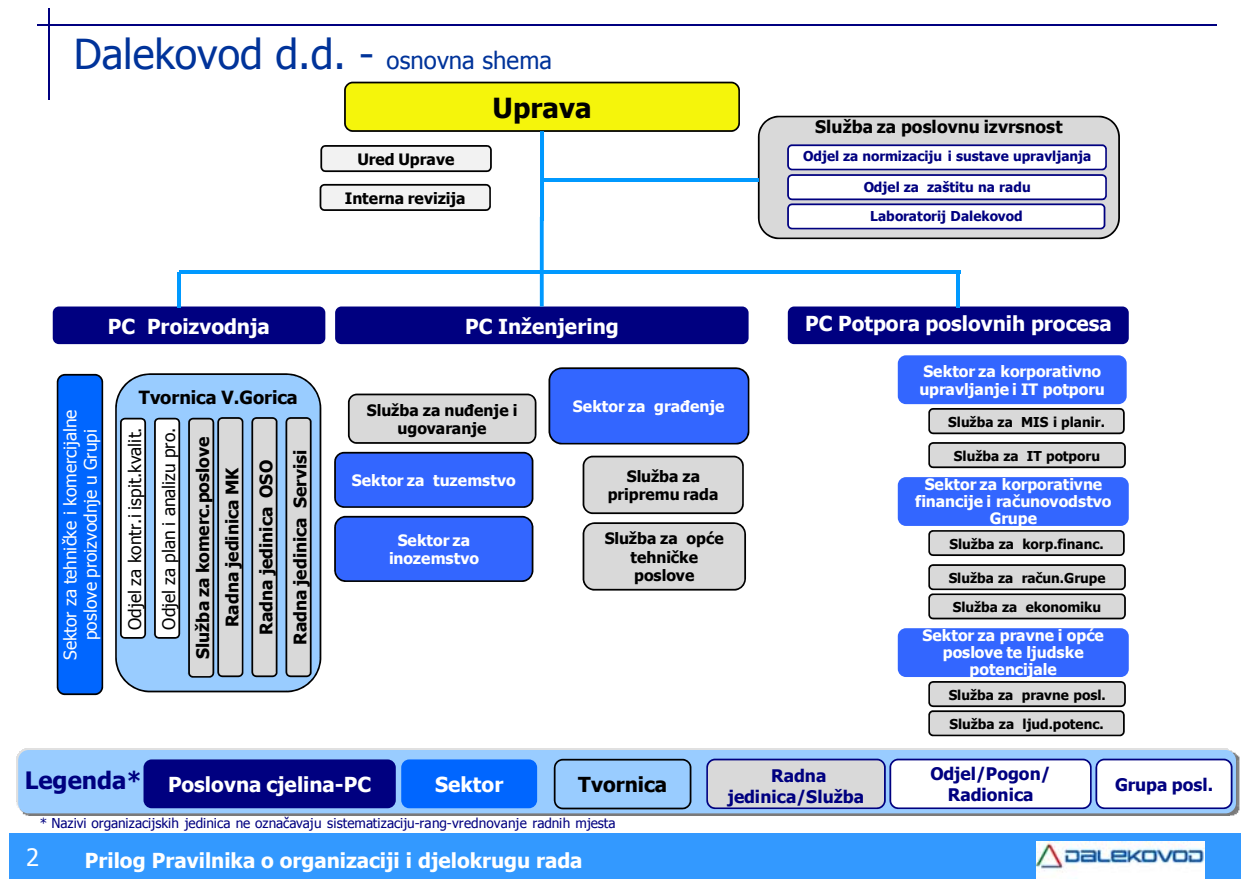 Dalekovod d.d. - osnovna shema
Uprava
Ured Uprave
Interna revizija
Služba za poslovnu izvrsnost
Odjel za normizaciju i sustave upravljanja
Odjel za zaštitu na radu
Laboratorij Dalekovod
PC Proizvodnja
PC Inženjering
PC Potpora poslovnih procesa
Sektor za tehničke i komercijalne
poslove proizvodnje u Grupi
Tvornica V.Gorica
Odjel za kontr.i ispit.kvalit.
Odjel za plan i analizu pro.
Služba za komerc.poslove
Radna jedinica MK
Radna jedinica OSO
Radna jedinica Servisi
Služba za nuđenje i
ugovaranje
Sektor za tuzemstvo
Sektor za
inozemstvo
Sektor za građenje
Služba za
pripremu rada
Služba za opće
tehničke
poslove
Sektor za korporativno
upravljanje i IT potporu
Služba za MIS i planir.
Služba za IT potporu
Sektor za korporativne
financije i računovodstvo
Grupe
Služba za korp.financ.
Služba za račun.Grupe
Služba za ekonomiku
Sektor za pravne i opće
poslove te ljudske
potencijale
Služba za pravne posl.
Služba za ljud.potenc.
Legenda*
Poslovna cjelina-PC
Sektor
Tvornica
Radna
jedinica/Služba
Odjel/Pogon/
Radionica
Grupa posl.
* Nazivi organizacijskih jedinica ne označavaju sistematizaciju-rang-vrednovanje radnih mjesta
2
Prilog Pravilnika o organizaciji i djelokrugu rada
DALEKOVOD